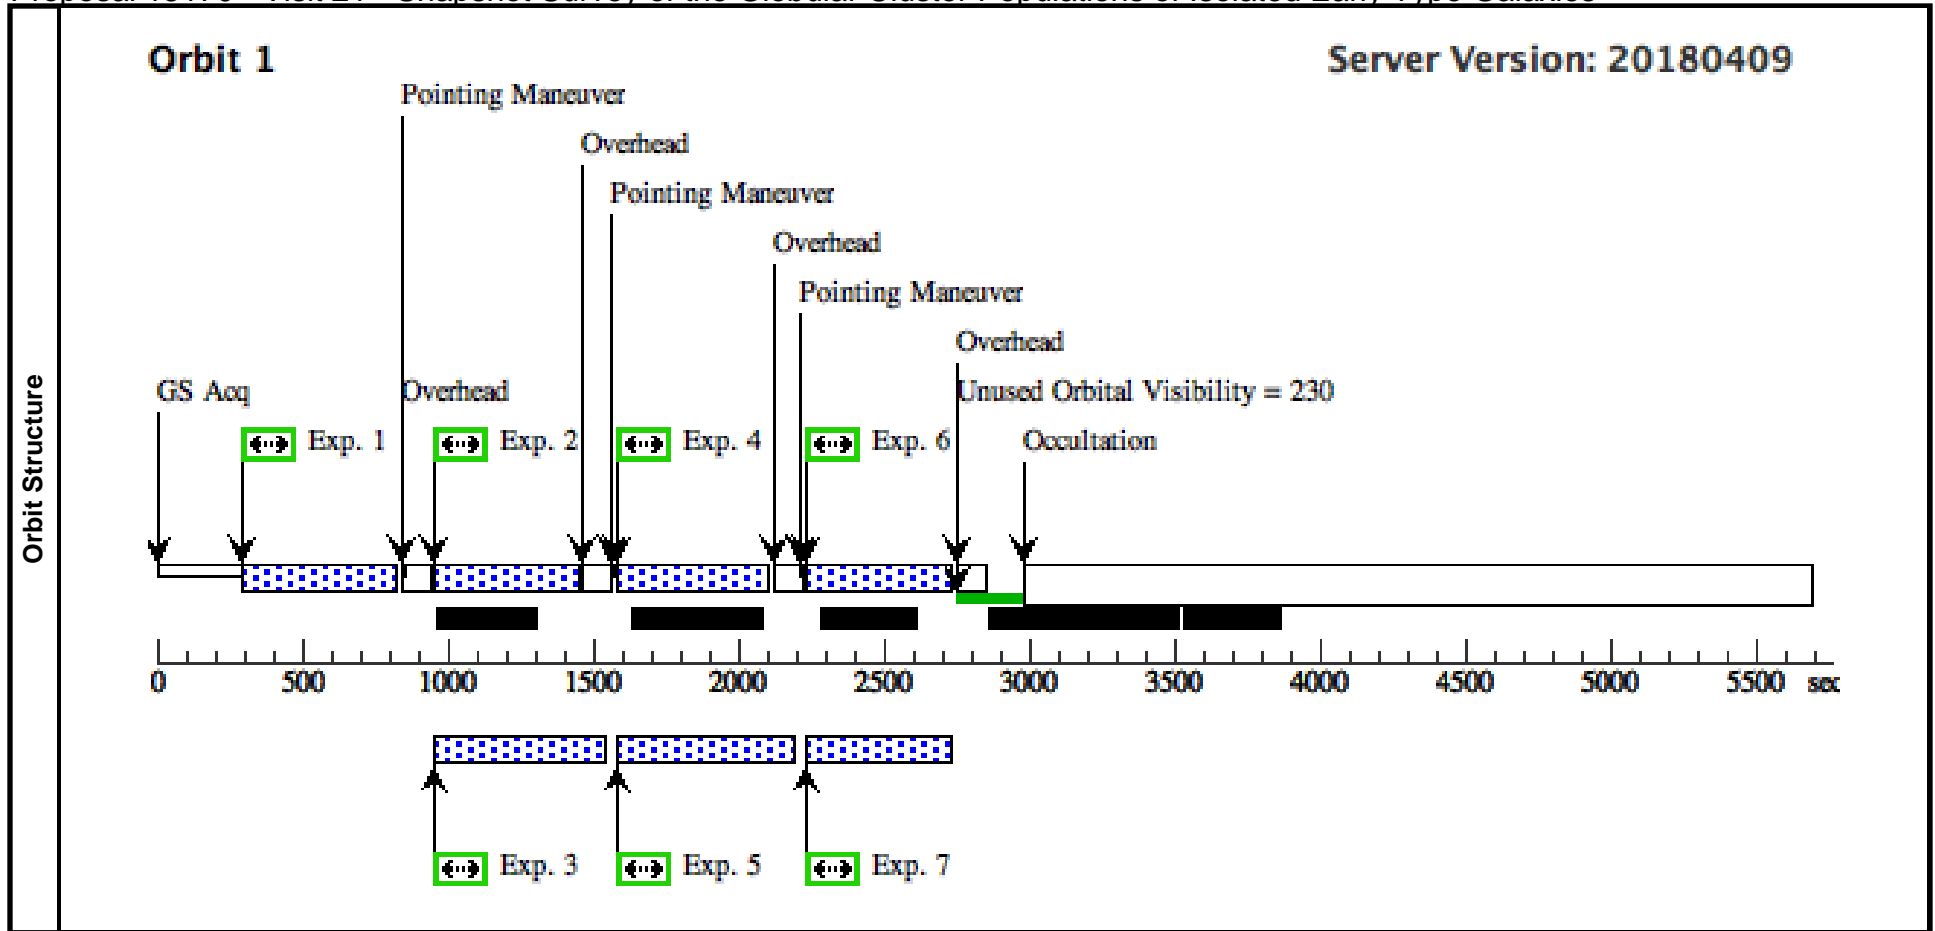 Orbit 1
Server Version: 20180409
Pointing Maneuver
Overhead
Pointing Maneuver
Overhead
Pointing Maneuver
Overhead
GS Acq
Overhead
Unused Orbital Visibility = 230
Exp. 1
Exp. 2
Exp. 4
Exp. 6
Occultation
Orbit Structure
0 500 1000 1500 2000 2500 3000 3500 4000 4500 5000 5500 sec
Exp. 3
Exp. 5
Exp. 7